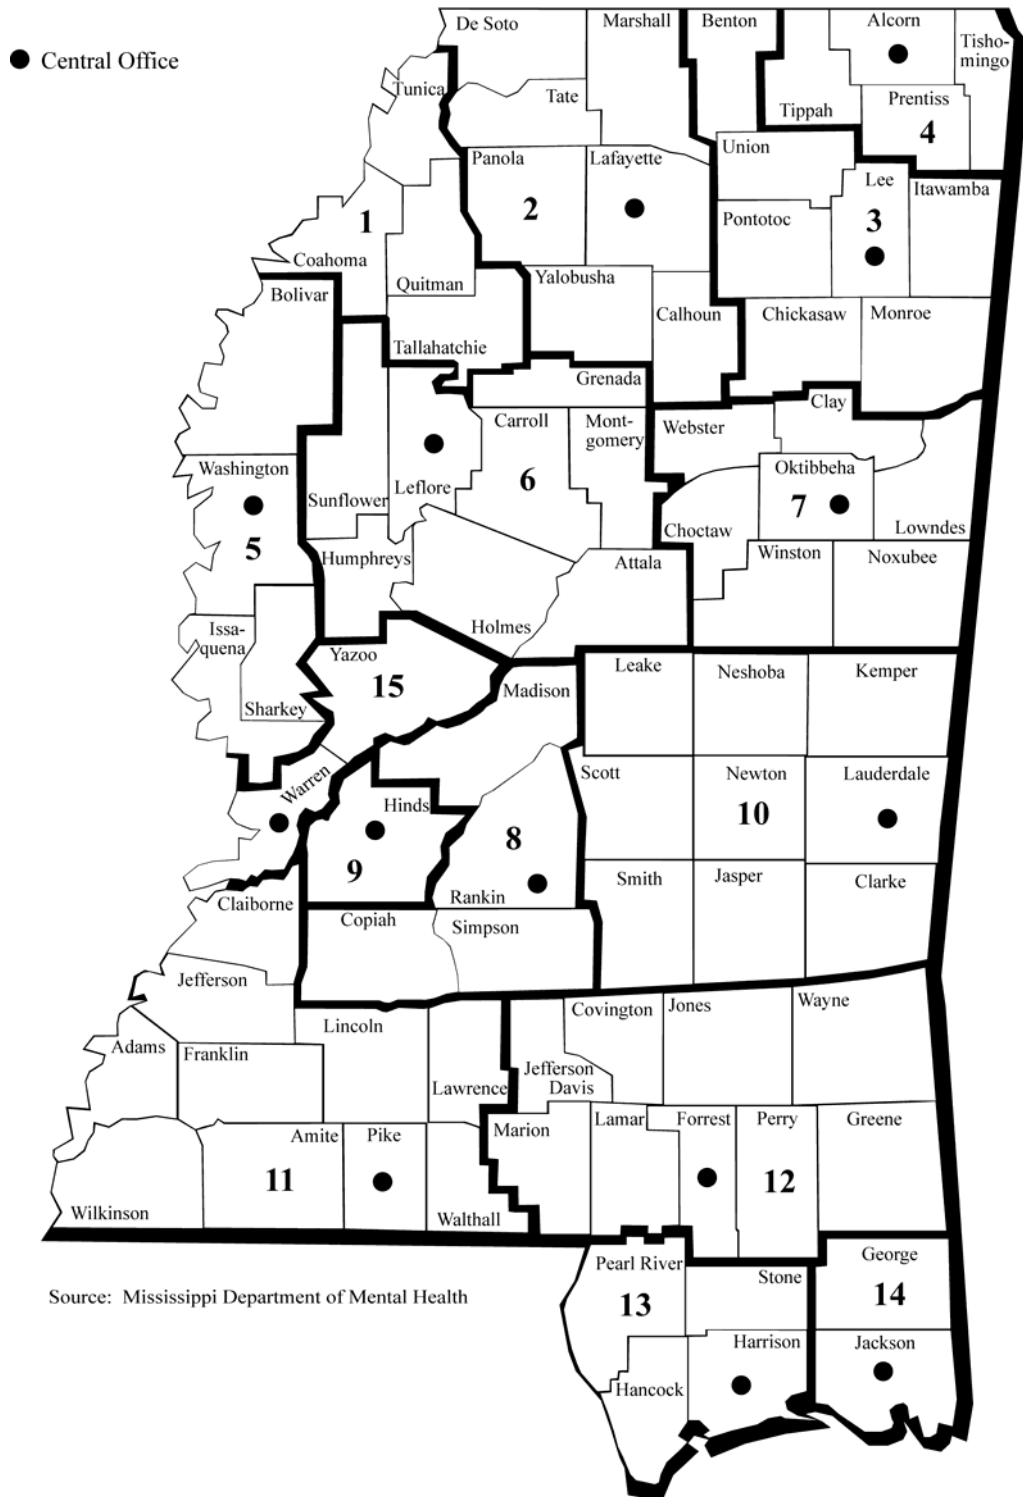 De Soto
Marshall
Benton
Alcorn
Tisho-
mingo
Central Office
Tunica
Tate
Tippah
Prentiss
4
Union
Panola
Lafayette
Lee
Itawamba
1
2
3
Pontotoc
Coahoma
Quitman
Yalobusha
Bolivar
Calhoun
Chickasaw
Monroe
Tallahatchie
Grenada
Clay
Carroll
Mont-
gomery
Webster
Washington
Oktibbeha
Sunflower
Leflore
6
7
Choctaw
Lowndes
5
Humphreys
Attala
Winston
Noxubee
Issa-
quena
Holmes
Yazoo
15
Leake
Neshoba
Kemper
Madison
Sharkey
Scott
Newton
Lauderdale
Warren
Hinds
10
8
9
Smith
Jasper
Clarke
Rankin
Claiborne
Copiah
Simpson
Jefferson
Covington
Jones
Wayne
Lincoln
Adams
Franklin
Jefferson
Davis
Lawrence
Lamar
Forrest
Perry
Greene
Amite
Pike
Marion
11
12
Wilkinson
Walthall
George
Pearl River
Stone
Source: Mississippi Department of Mental Health
13
14
Harrison
Jackson
Hancock